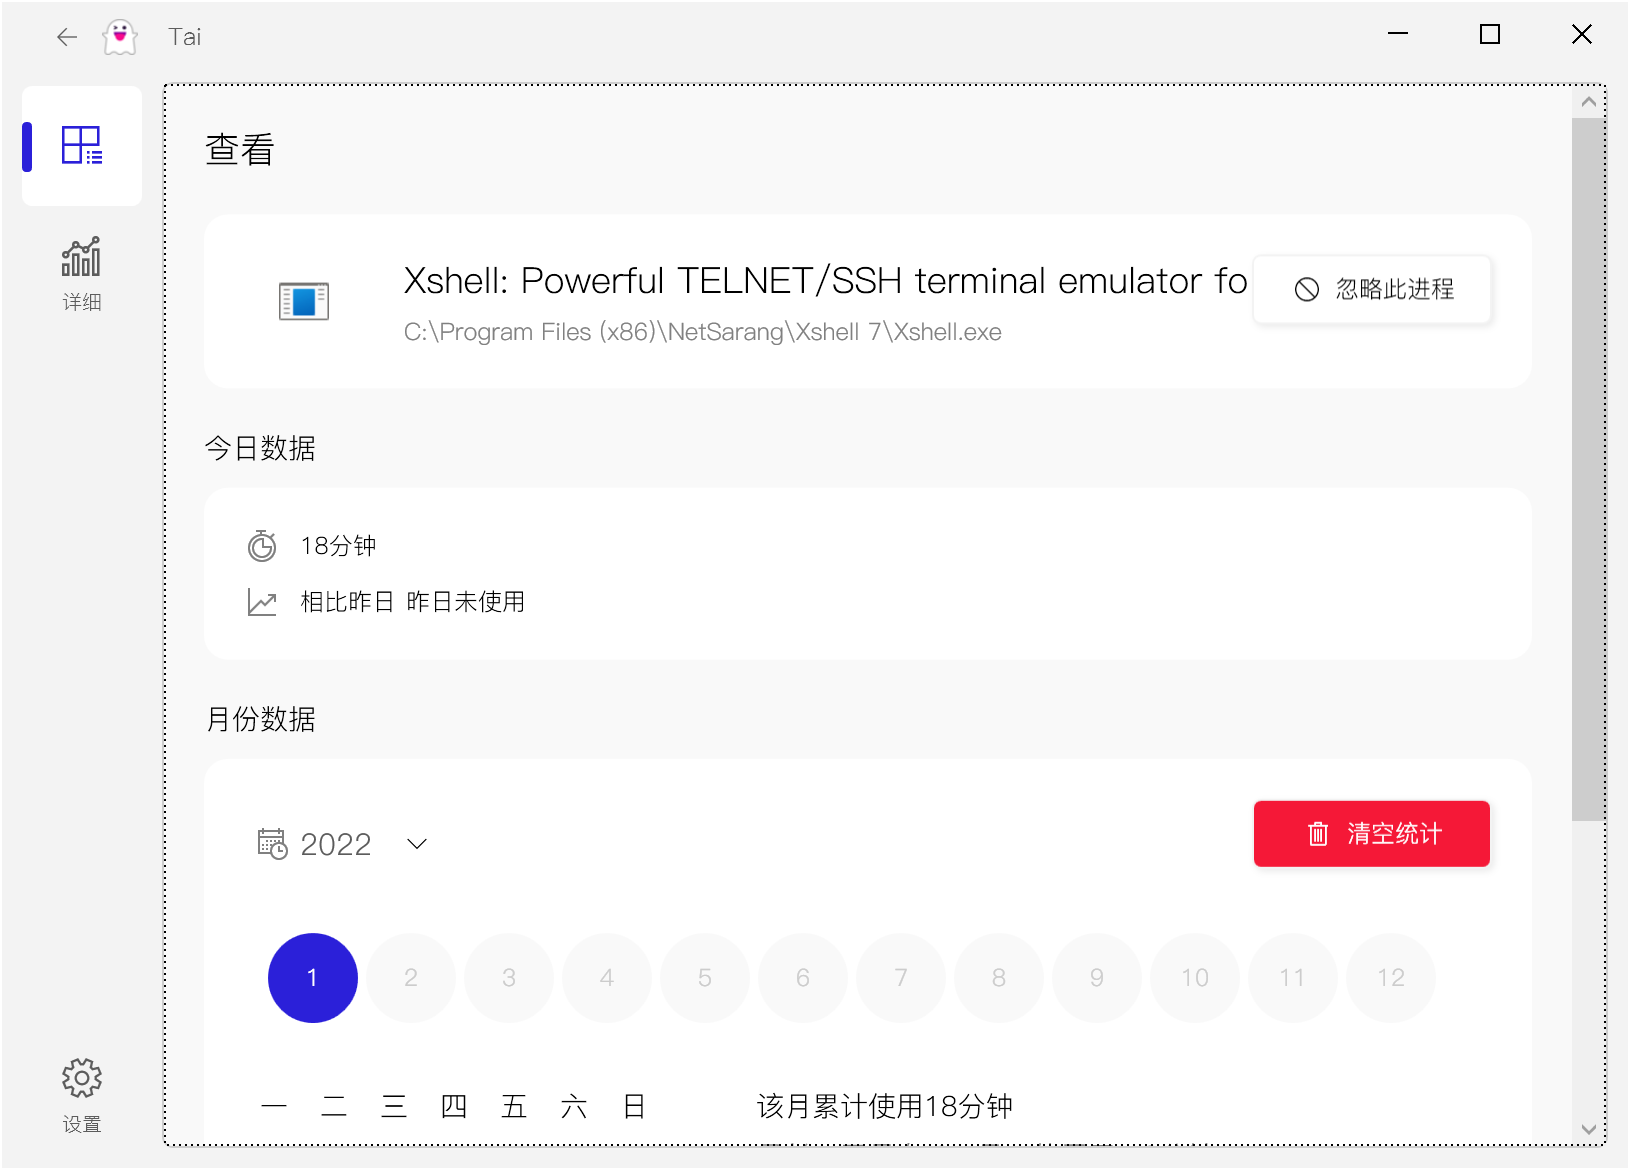 Tai
详细
设置
查看
Xshell: Powerful TELNET/SSH terminal emulator fo
C:\Program Files (x86)\NetSarang\Xshell 7\Xshell.exe
忽略此进程
今日数据
18分钟
相比昨日 昨日未使用
月份数据
2022
清空统计
1 2 3 4 5 6 7 8 9 10 11 12
一 二 三 四 五 六 日
该月累计使用18分钟